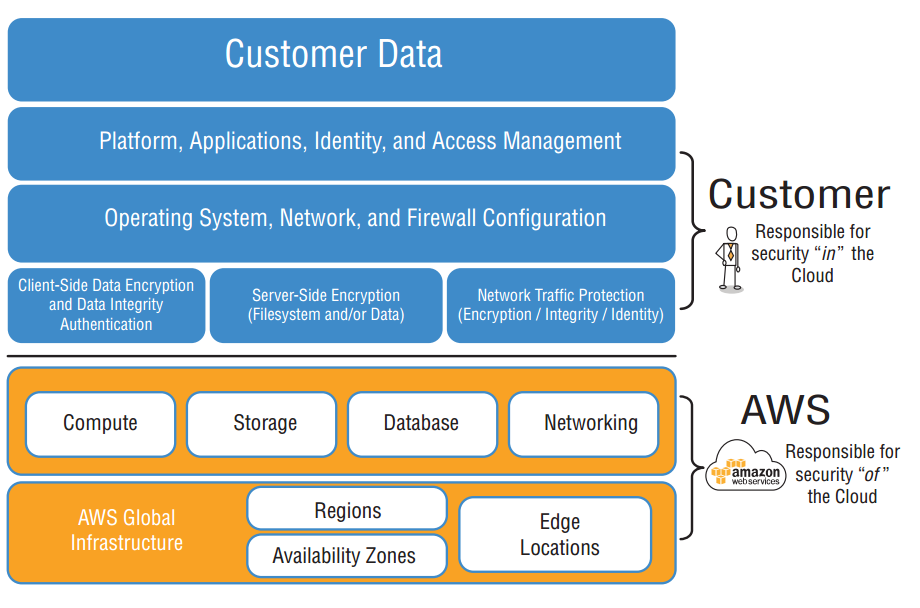 Customer Data
Platform, Applications, Identity, and Access Management
Operating System, Network, and Firewall Configuration
Client-Side Data Encryption
and Data Integrity
Authentication
Server-Side Encryption
(Filesystem and/or Data)
Network Traffic Protection
(Encryption / Integrity / Identity)
Customer
Responsible for
security “in” the
Cloud
Compute
Storage
Database
Networking
AWS Global
Infrastructure
Regions
Availability Zones
Edge
Locations
AWS
amazon
webservices
Responsible for
security “of”
the Cloud